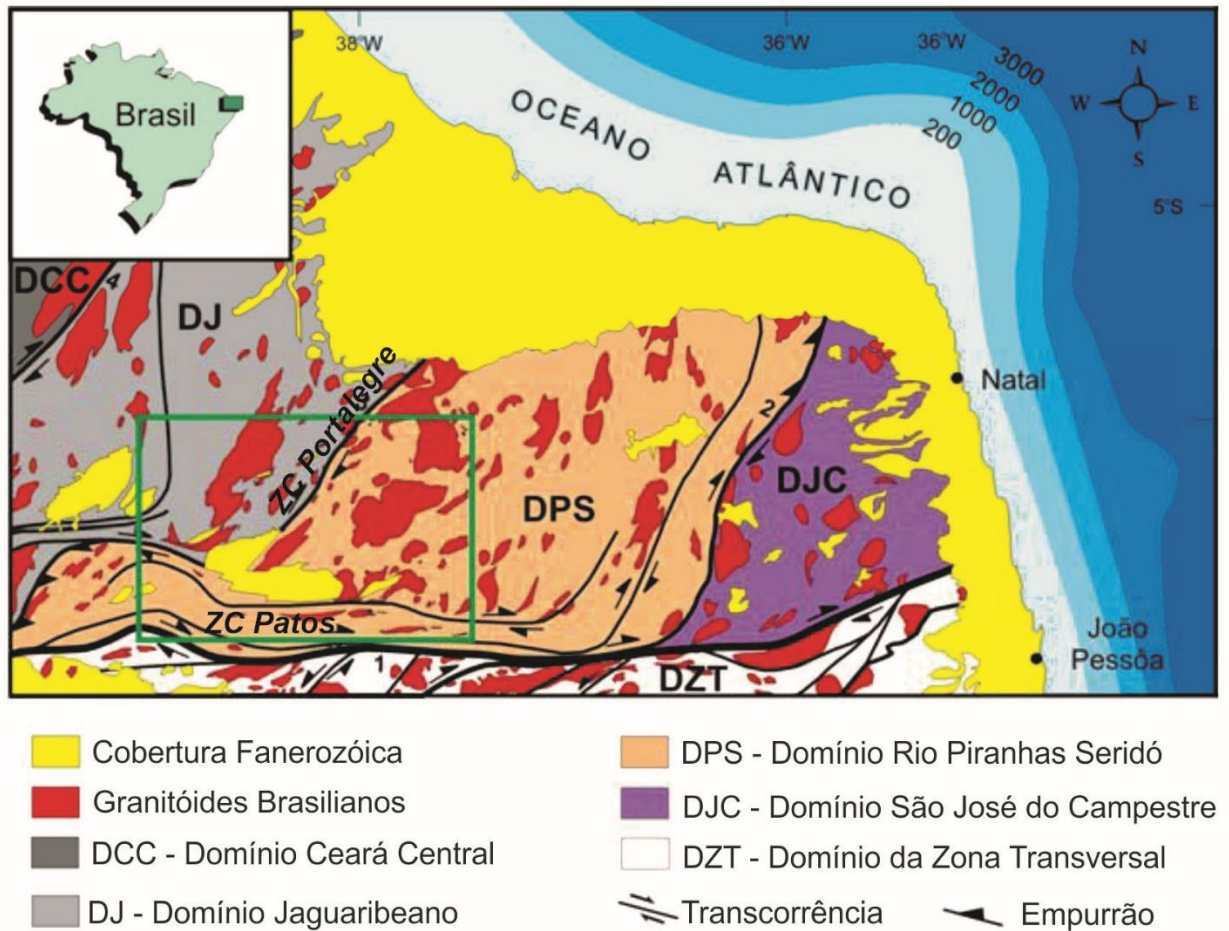 Brasil
38°W
36°W
36°W
3000
2000
1000
200
N
W
E
S
OCEANO
ATLÂNTICO
5°S
DCC
4
DJ
ZC Portalegre
2
Natal
DJC
DPS
ZC Patos
1
DZT
João
Pessôa
Cobertura Fanerozóica
Granitóides Brasilianos
DCC - Domínio Ceará Central
DJ - Domínio Jaguaribeano
DPS - Domínio Rio Piranhas Seridó
DJC - Domínio São José do Campestre
DZT - Domínio da Zona Transversal
Transcorrência
Empurrão